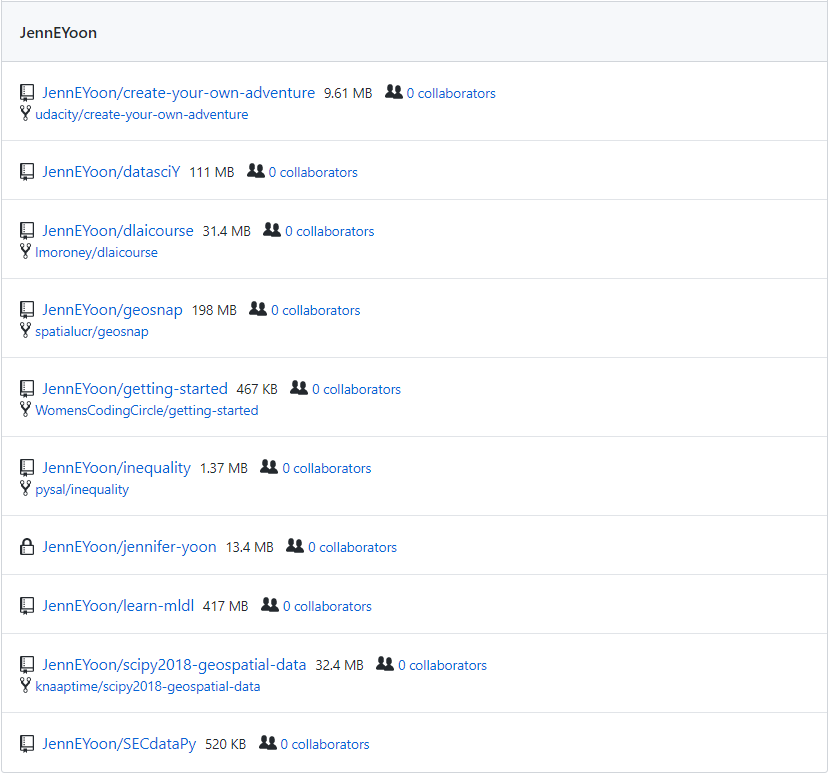 JennEYoon
JennEYoon/create-your-own-adventure 9.61 MB 0 collaborators
udacity/create-your-own-adventure
JennEYoon/datasciY 111 MB 0 collaborators
JennEYoon/dlaicourse 31.4 MB 0 collaborators
lmoroney/dlaicourse
JennEYoon/geosnap 198 MB 0 collaborators
spatialucr/geosnap
JennEYoon/getting-started 467 KB 0 collaborators
WomensCodingCircle/getting-started
JennEYoon/inequality 1.37 MB 0 collaborators
pysal/inequality
JennEYoon/jennifer-yoon 13.4 MB 0 collaborators
JennEYoon/learn-mldl 417 MB 0 collaborators
JennEYoon/scipy2018-geospatial-data 32.4 MB 0 collaborators
knaaptime/scipy2018-geospatial-data
JennEYoon/SECdataPy 520 KB 0 collaborators